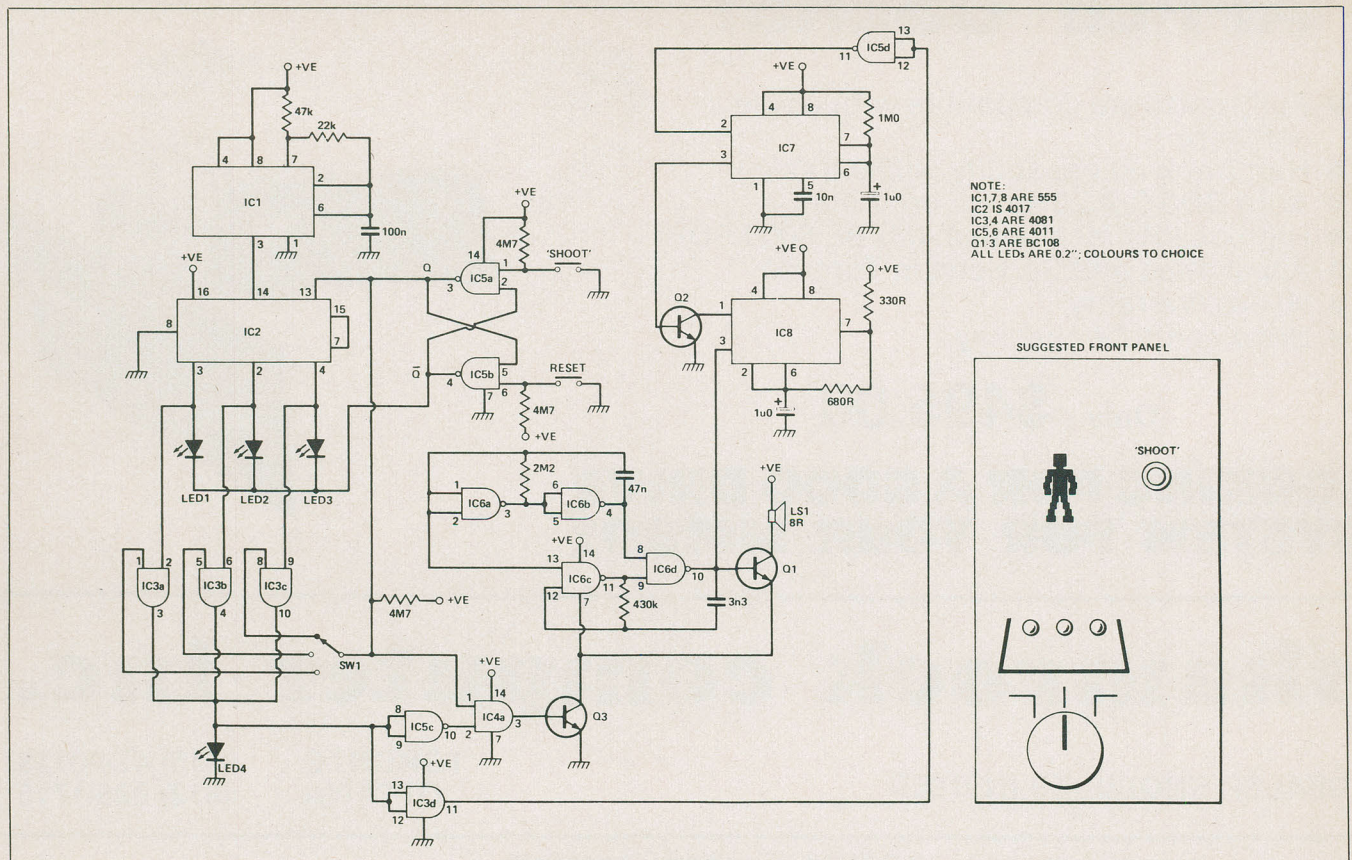 +VE
47k
22k
4
8
7
2
6
IC1
3
1
100n
+VE
16
14
13
15
8
IC2
7
3
2
4
LED1
LED2
LED3
+VE
4M7
'SHOOT'
14
1
Q
3
IC5a
2
Q̅
4
IC5b
5
6
7
RESET
4M7
+VE
2M2
47n
1
2
IC6a
3
6
5
IC6b
4
+VE
14
13
12
IC6c
11
7
8
9
IC6d
10
430k
3n3
+VE
LS1
8R
Q1
1
2
5
6
8
9
IC3a
IC3b
IC3c
3
4
10
4M7
+VE
SW1
LED4
8
9
IC5c
10
+VE
1
14
2
IC4a
3
7
Q3
+VE
13
12
IC3d
11
13
IC5d
11
12
+VE
4
8
1M0
2
7
IC7
3
6
1
5
10n
+
1u0
+VE
+VE
4
8
330R
Q2
1
IC8
7
3
2
6
+
1u0
680R
NOTE:
IC1,7,8 ARE 555
IC2 IS 4017
IC3,4 ARE 4081
IC5,6 ARE 4011
Q1-3 ARE BC108
ALL LEDs ARE 0.2"; COLOURS TO CHOICE
SUGGESTED FRONT PANEL
'SHOOT'